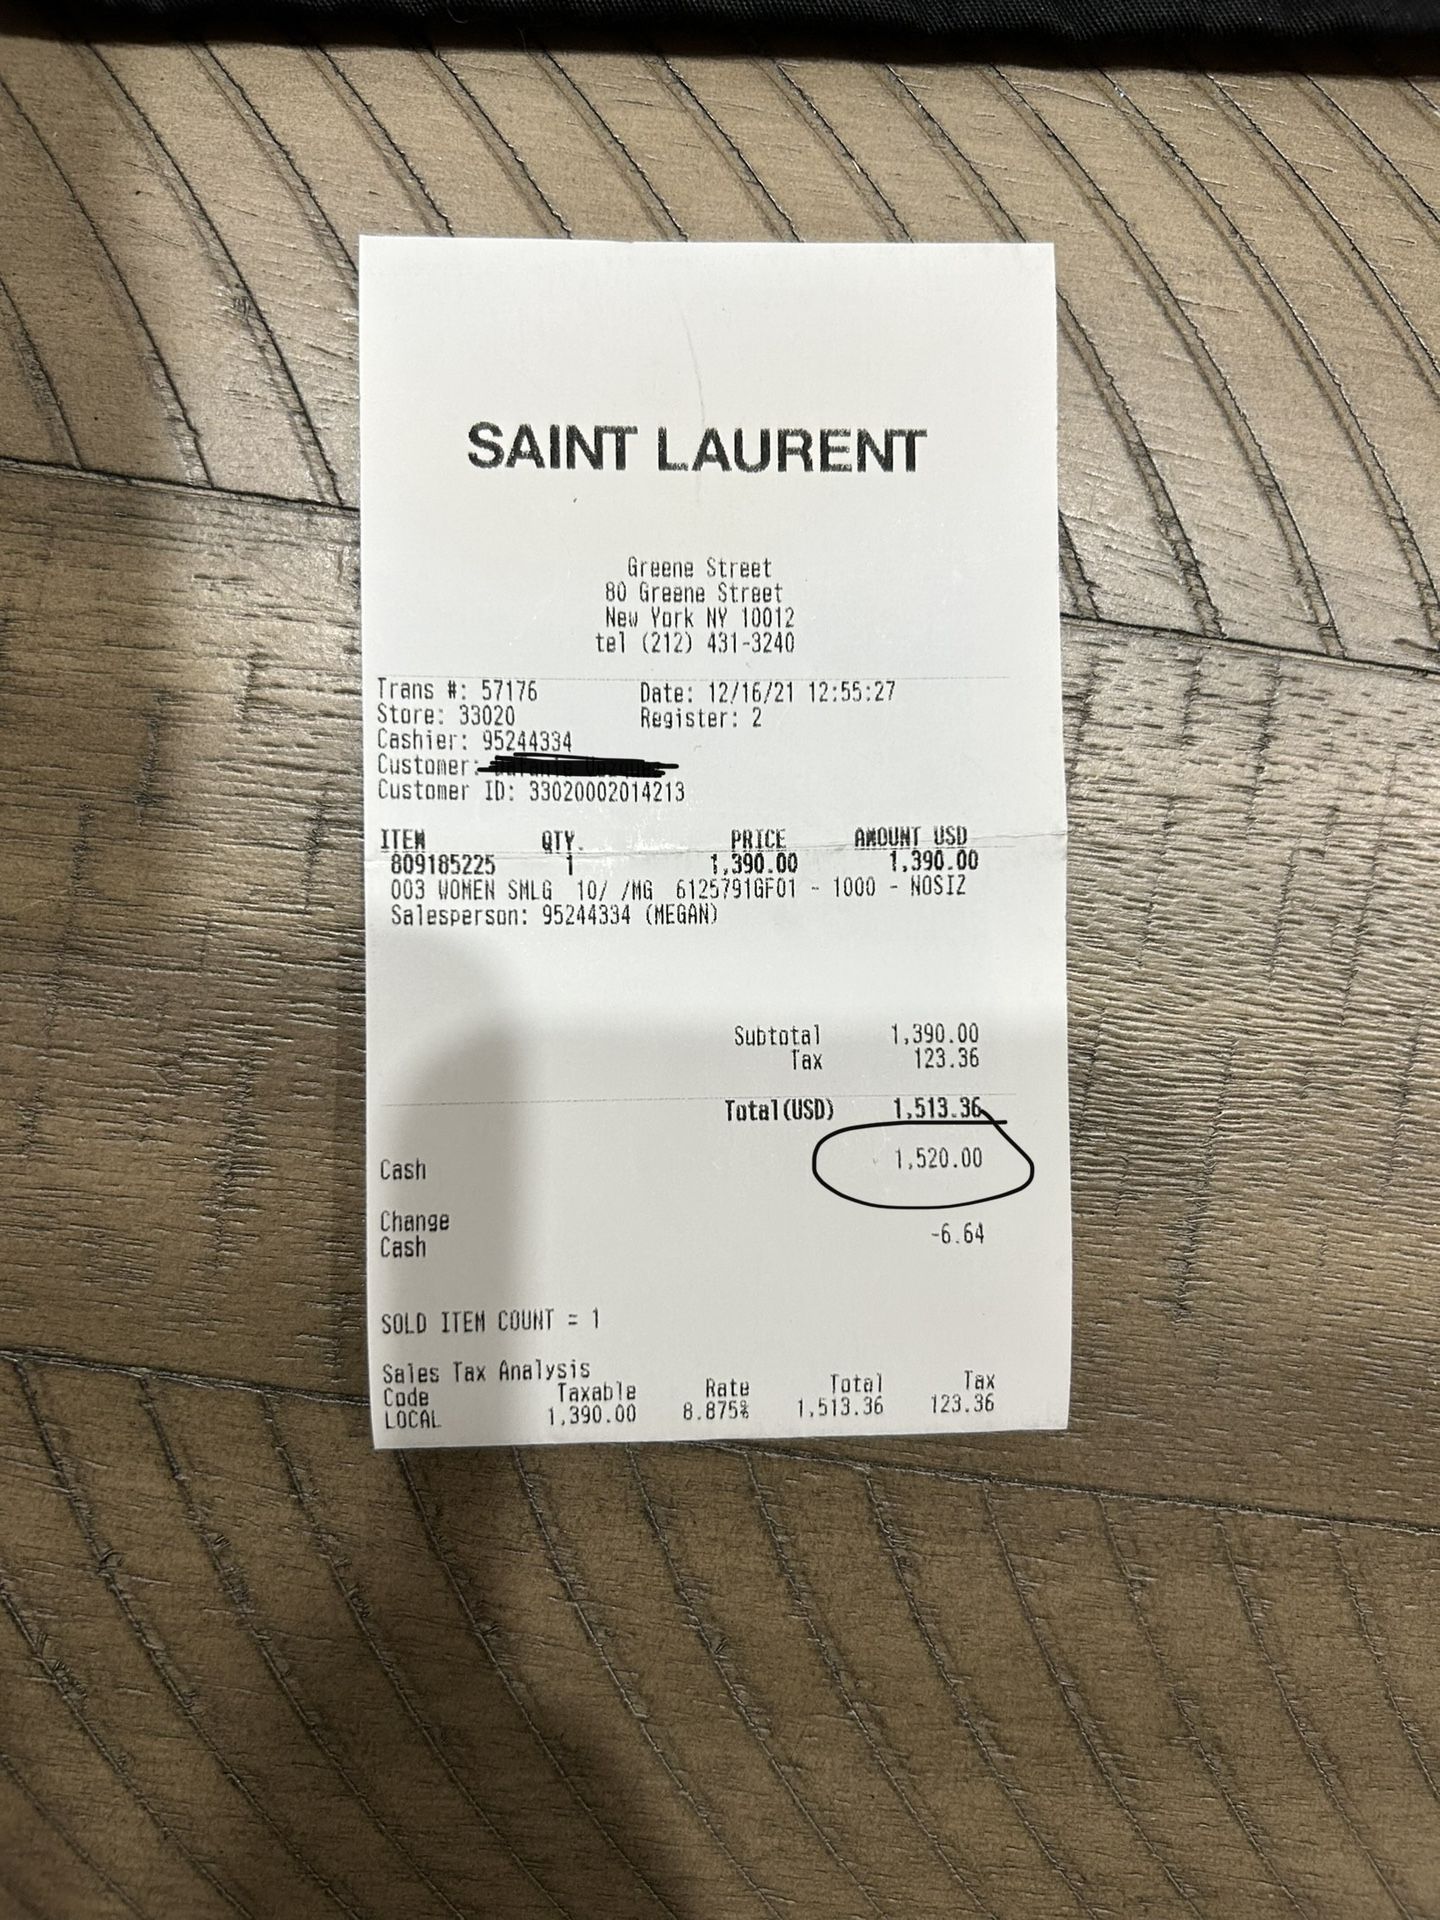 SAINT LAURENT
Greene Street
80 Greene Street
New York NY 10012
tel (212) 431-3240
Trans #: 57176 Date: 12/16/21 12:55:27
Store: 33020 Register: 2
Cashier: 95244334
Customer:
Customer ID: 33020002014213
ITEM QTY. PRICE AMOUNT USD
809185225 1 1,390.00 1,390.00
003 WOMEN SMLG 10/ /MG 6125791GF01 - 1000 - NOSIZ
Salesperson: 95244334 (MEGAN)
Subtotal 1,390.00
Tax 123.36
Total(USD) 1,513.36
Cash 1,520.00
Change
Cash -6.64
SOLD ITEM COUNT = 1
Sales Tax Analysis
Code Taxable Rate Total Tax
LOCAL 1,390.00 8.875% 1,513.36 123.36